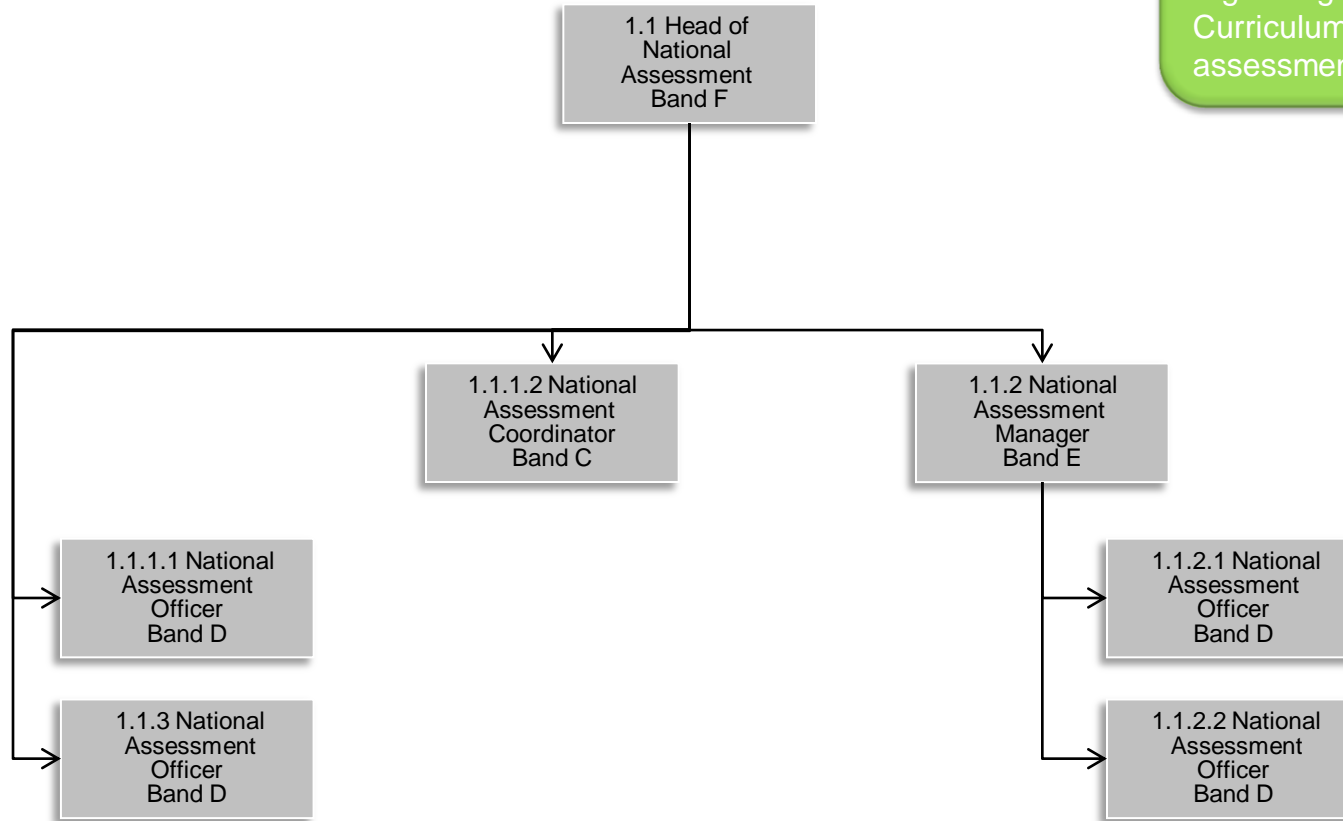 1.1 Head of
National
Assessment
Band F
Curriculum
1.1.1.2 National
Assessment
Coordinator
Band C
1.1.2 National
Assessment
Manager
Band E
1.1.1.1 National
Assessment
Officer
Band D
1.1.3 National
Assessment
Officer
Band D
1.1.2.1 National
Assessment
Officer
Band D
1.1.2.2 National
Assessment
Officer
Band D